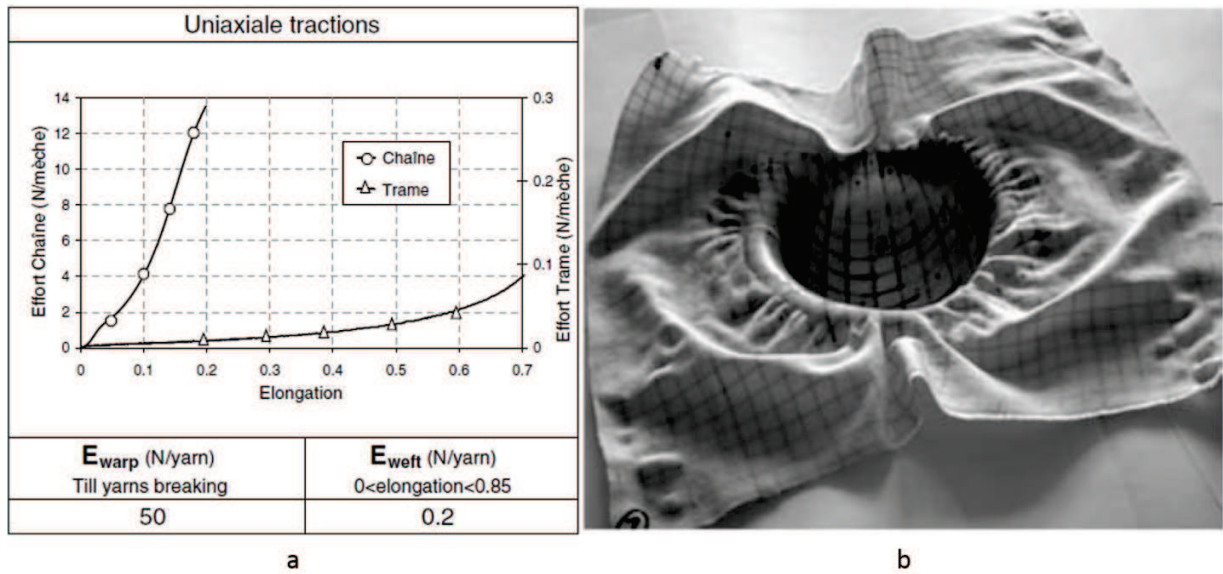 Uniaxiale tractions
14
12
10
8
6
4
2
0
Effort Chaîne (N/mèche)
0.3
0.2
0.1
0
Effort Trame (N/mèche)
Chaîne
Trame
0 0.1 0.2 0.3 0.4 0.5 0.6 0.7
Elongation
Ewarp (N/yarn) Eweft (N/yarn)
Till yarns breaking 0<elongation<0.85
50 0.2
a b